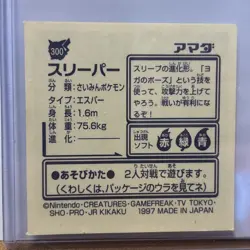 300
アマダ
スリーパー
分類：さいみんポケモン
タイプ：エスパー
身長：1.6m
体重：75.6kg
進化：
スリープの進化形。「ヨ
ガのポーズ」という技を
使って、攻撃力を上げて
やろう。戦いが有利にな
るぞ！
出現
ソフト
赤 緑 青
●あそびかた● 2人対戦で遊びます。
（くわしくは、パッケージのウラを見てネ）
©Nintendo・CREATURES・GAMEFREAK・TV TOKYO・
SHO-PRO・JR KIKAKU 1997 MADE IN JAPAN